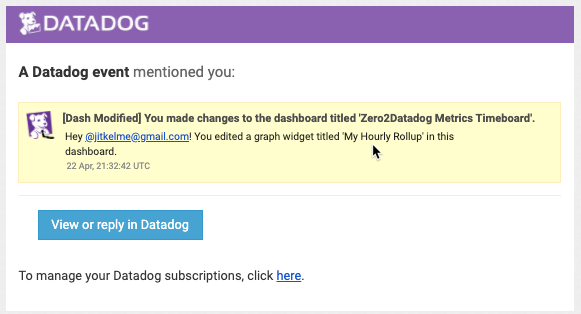 DATADOG
A Datadog event mentioned you:
[Dash Modified] You made changes to the dashboard titled 'Zero2Datadog Metrics Timeboard'.
Hey @jitkelme@gmail.com! You edited a graph widget titled 'My Hourly Rollup' in this
dashboard.
22 Apr, 21:32:42 UTC
View or reply in Datadog
To manage your Datadog subscriptions, click here.